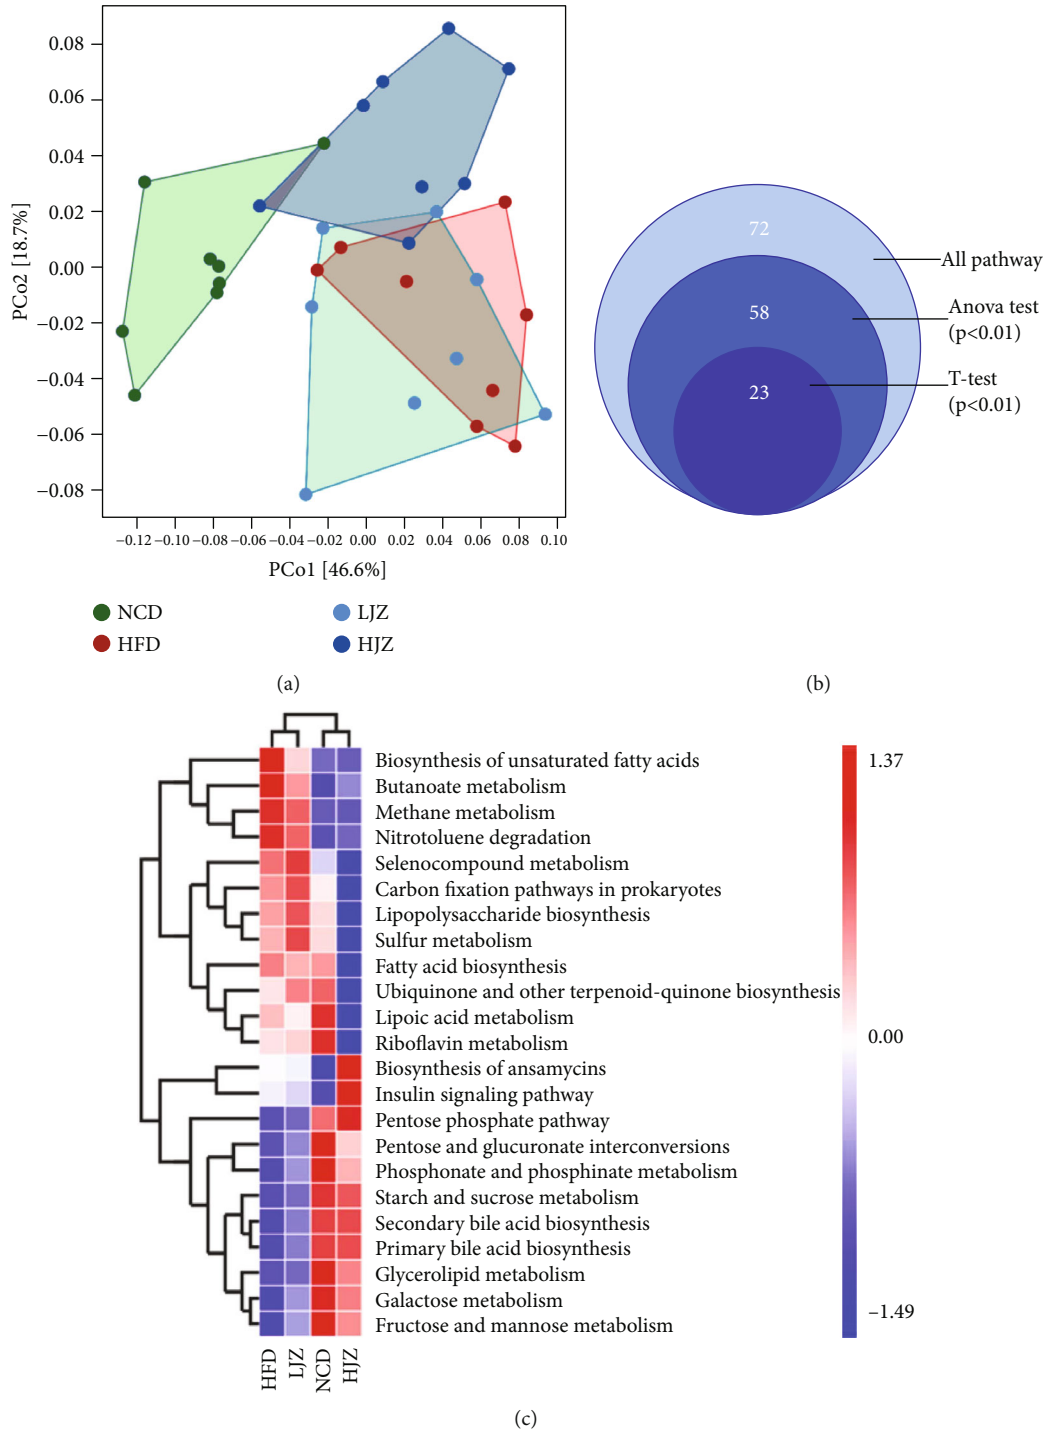 0.08
0.06
0.04
0.02
0.00
−0.02
−0.04
−0.06
−0.08
PCo2 [18.7%]
−0.12 −0.10 −0.08 −0.06 −0.04 −0.02 0.00 0.02 0.04 0.06 0.08 0.10
PCo1 [46.6%]
NCD
LJZ
HFD
HJZ
(a)
72
All pathway
58
Anova test
(p<0.01)
23
T-test
(p<0.01)
(b)
Biosynthesis of unsaturated fatty acids
Butanoate metabolism
Methane metabolism
Nitrotoluene degradation
Selenocompound metabolism
Carbon fixation pathways in prokaryotes
Lipopolysaccharide biosynthesis
Sulfur metabolism
Fatty acid biosynthesis
Ubiquinone and other terpenoid-quinone biosynthesis
Lipoic acid metabolism
Riboflavin metabolism
Biosynthesis of ansamycins
Insulin signaling pathway
Pentose phosphate pathway
Pentose and glucuronate interconversions
Phosphonate and phosphinate metabolism
Starch and sucrose metabolism
Secondary bile acid biosynthesis
Primary bile acid biosynthesis
Glycerolipid metabolism
Galactose metabolism
Fructose and mannose metabolism
HFD
LJZ
NCD
HJZ
1.37
0.00
−1.49
(c)